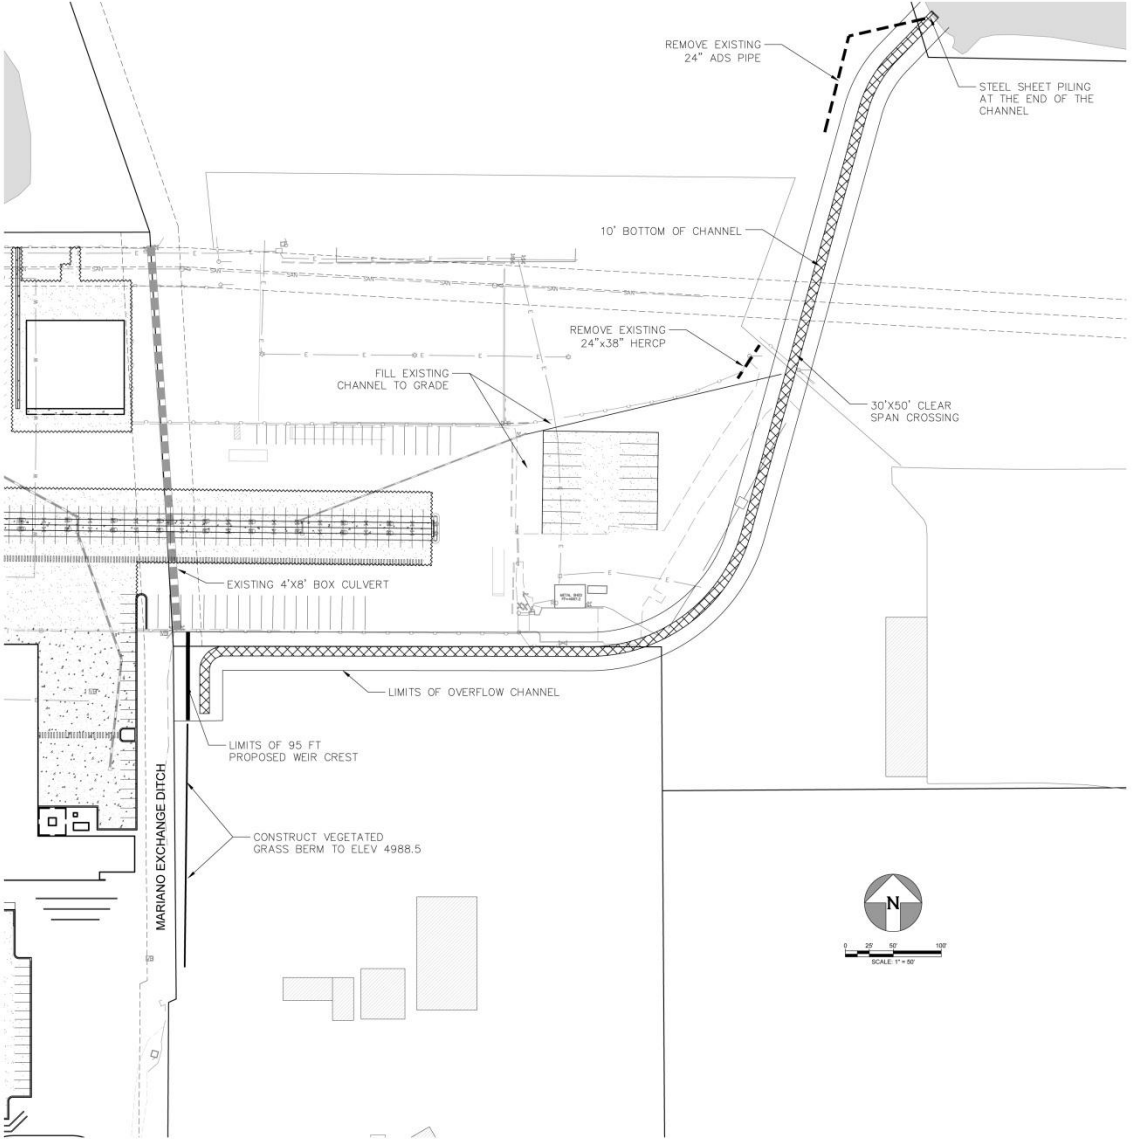 REMOVE EXISTING
24" ADS PIPE
STEEL SHEET PILING
AT THE END OF THE
CHANNEL
10' BOTTOM OF CHANNEL
REMOVE EXISTING
24"x38" HERCP
FILL EXISTING
CHANNEL TO GRADE
30'X50' CLEAR
SPAN CROSSING
EXISTING 4'X8' BOX CULVERT
LIMITS OF OVERFLOW CHANNEL
LIMITS OF 95 FT
PROPOSED WEIR CREST
MARIANO EXCHANGE DITCH
CONSTRUCT VEGETATED
GRASS BERM TO ELEV 4988.5
N
0 25' 50' 100'
SCALE: 1" = 50'